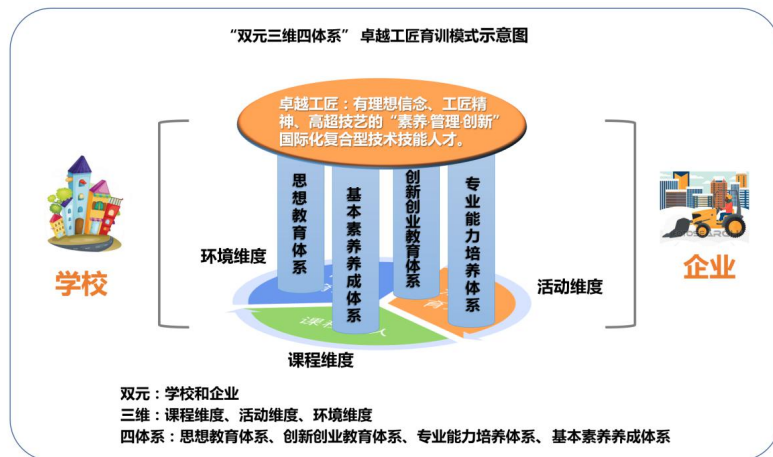 “双元三维四体系” 卓越工匠育训模式示意图
卓越工匠：有理想信念、工匠精
神、高超技艺的“素养 管理 创新”
国际化复合型技术技能人才。
思想教育体系
基本素养养成体系
创新创业教育体系
专业能力培养体系
学校
企业
环境维度
活动维度
课程维度
双元：学校和企业
三维：课程维度、活动维度、环境维度
四体系：思想教育体系、创新创业教育体系、专业能力培养体系、基本素养养成体系